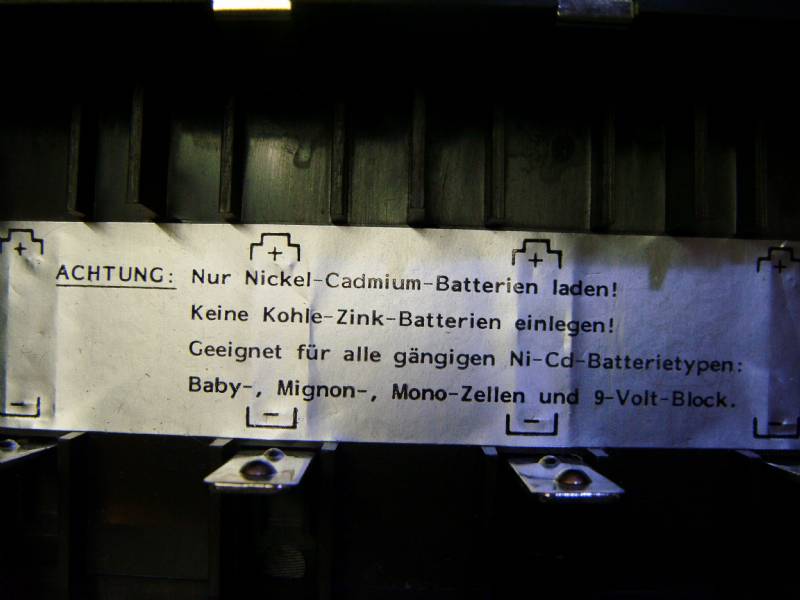 ACHTUNG: Nur Nickel-Cadmium-Batterien laden!
Keine Kohle-Zink-Batterien einlegen!
Geeignet für alle gängigen Ni-Cd-Batterietypen:
Baby-, Mignon-, Mono-Zellen und 9-Volt-Block.